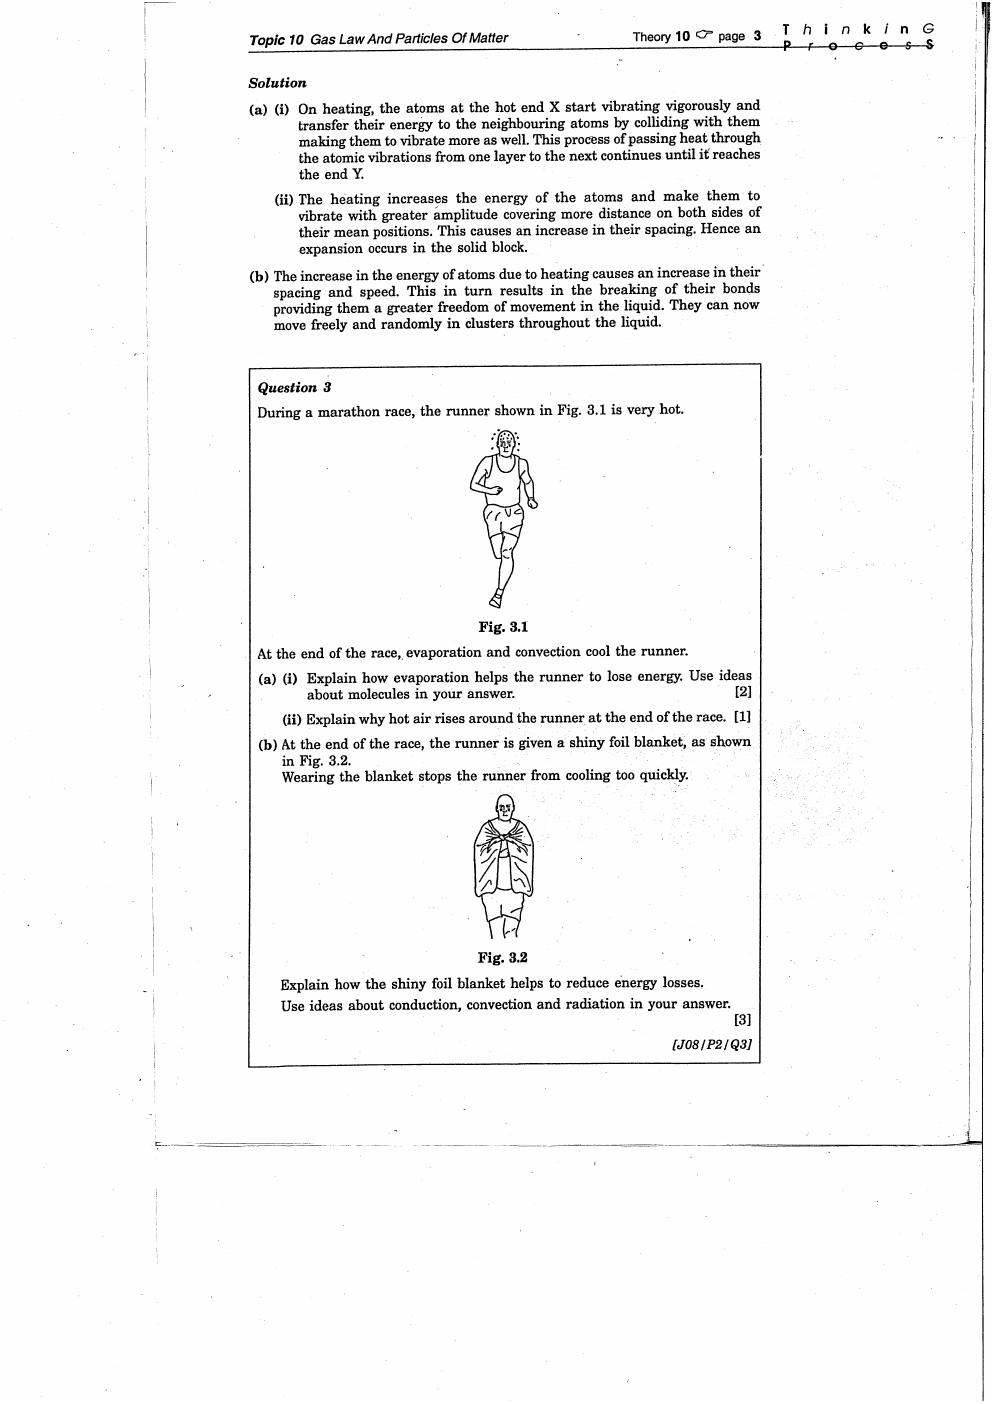 Topic 10 Gas Law And Particles Of Matter
Theory 10 ☞ page 3
ThinkinG
ProcesS
Solution
(a) (i) On heating, the atoms at the hot end X start vibrating vigorously and
transfer their energy to the neighbouring atoms by colliding with them
making them to vibrate more as well. This process of passing heat through
the atomic vibrations from one layer to the next continues until it reaches
the end Y.
(ii) The heating increases the energy of the atoms and make them to
vibrate with greater amplitude covering more distance on both sides of
their mean positions. This causes an increase in their spacing. Hence an
expansion occurs in the solid block.
(b) The increase in the energy of atoms due to heating causes an increase in their
spacing and speed. This in turn results in the breaking of their bonds
providing them a greater freedom of movement in the liquid. They can now
move freely and randomly in clusters throughout the liquid.
Question 3
During a marathon race, the runner shown in Fig. 3.1 is very hot.
Fig. 3.1
At the end of the race, evaporation and convection cool the runner.
(a) (i) Explain how evaporation helps the runner to lose energy. Use ideas
about molecules in your answer. [2]
(ii) Explain why hot air rises around the runner at the end of the race. [1]
(b) At the end of the race, the runner is given a shiny foil blanket, as shown
in Fig. 3.2.
Wearing the blanket stops the runner from cooling too quickly.
Fig. 3.2
Explain how the shiny foil blanket helps to reduce energy losses.
Use ideas about conduction, convection and radiation in your answer.
[3]
[J08/P2/Q3]